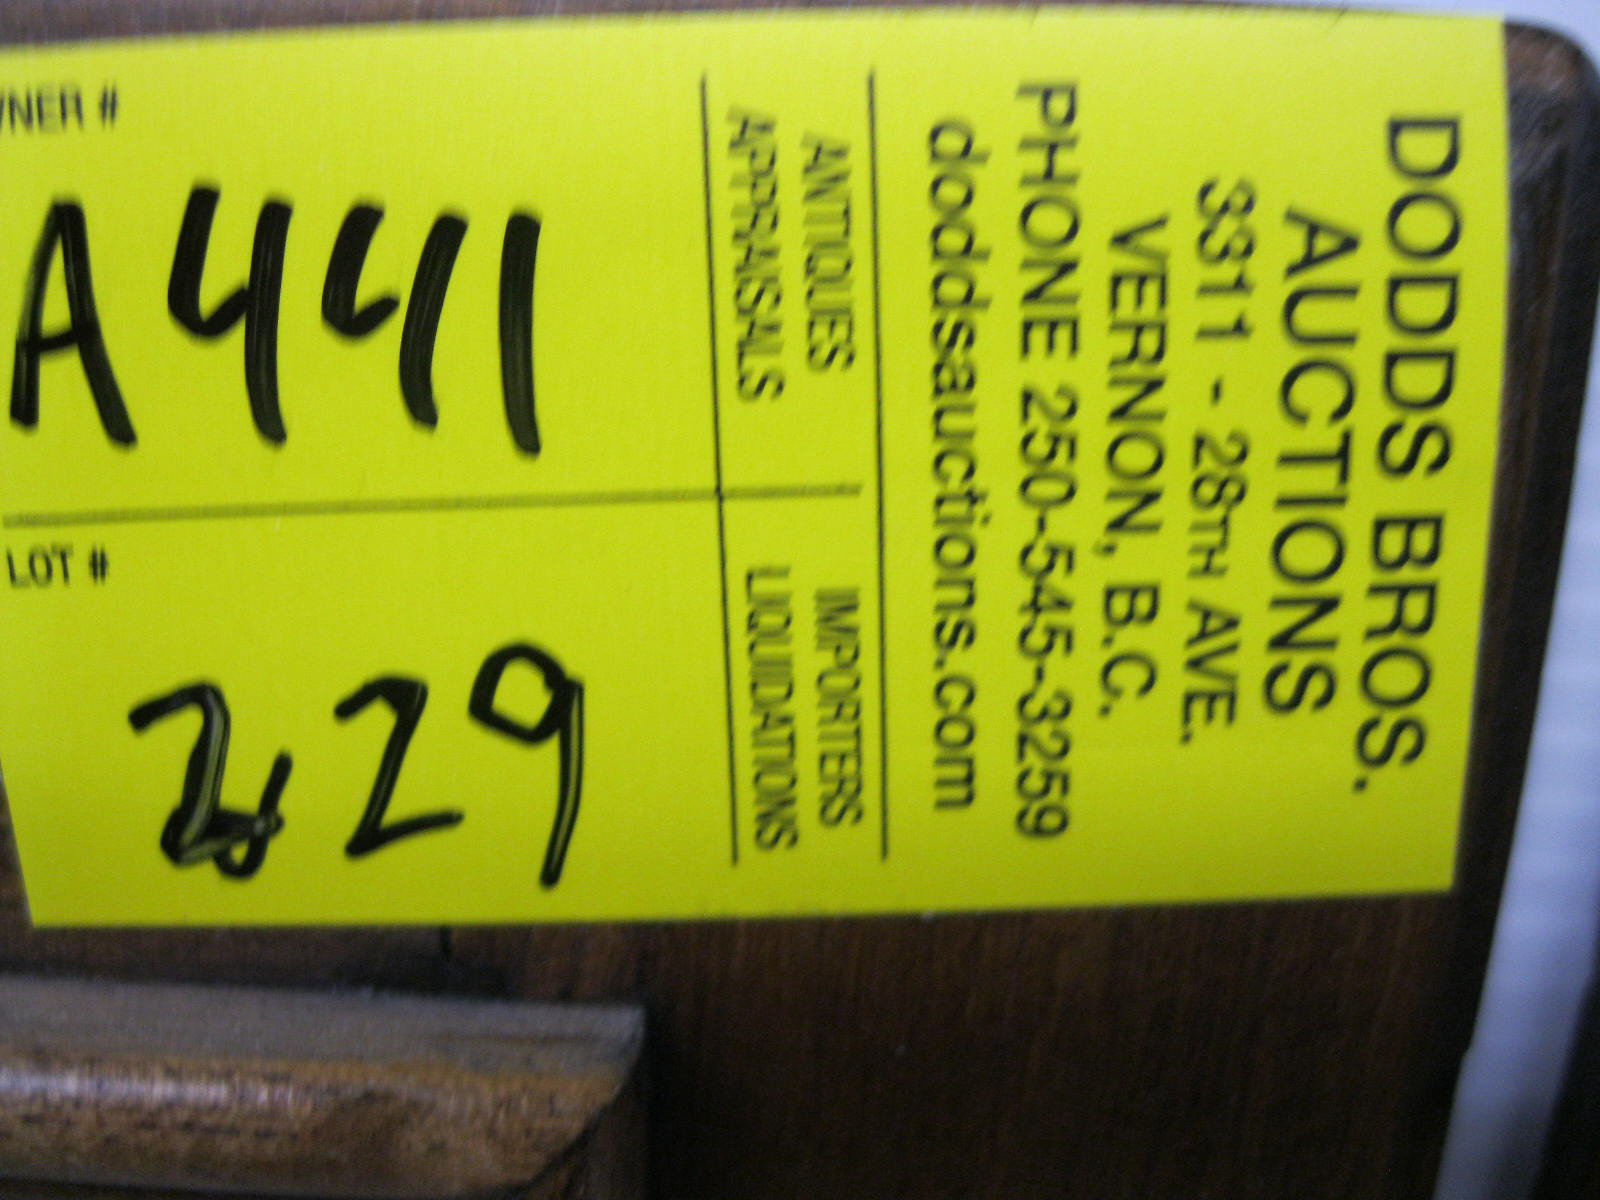 DODDS BROS.
AUCTIONS
3311 - 28TH AVE.
VERNON, B.C.
PHONE 250-545-3259
doddsauctions.com
ANTIQUES
APPRAISALS
IMPORTERS
LIQUIDATIONS
WNER #
A441
LOT #
229